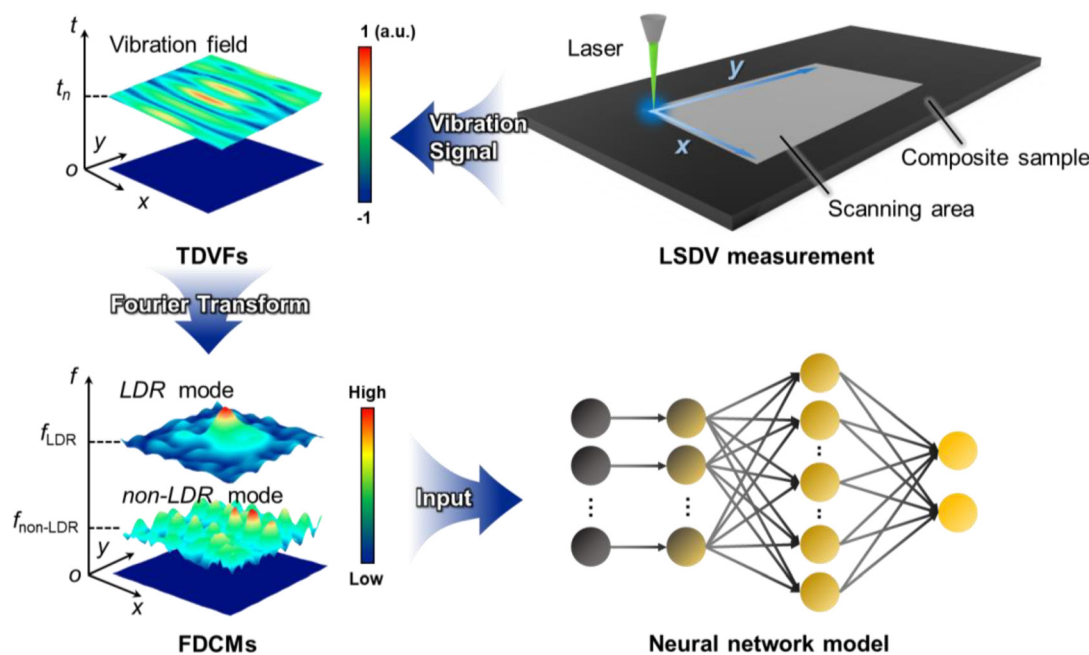 t
Vibration field
tn
y
o
x
1 (a.u.)
-1
TDVFs
Vibration
Signal
Laser
y
x
Composite sample
Scanning area
LSDV measurement
Fourier Transform
f
LDR mode
fLDR
non-LDR mode
fnon-LDR
y
o
x
High
Low
FDCMs
Input
Neural network model